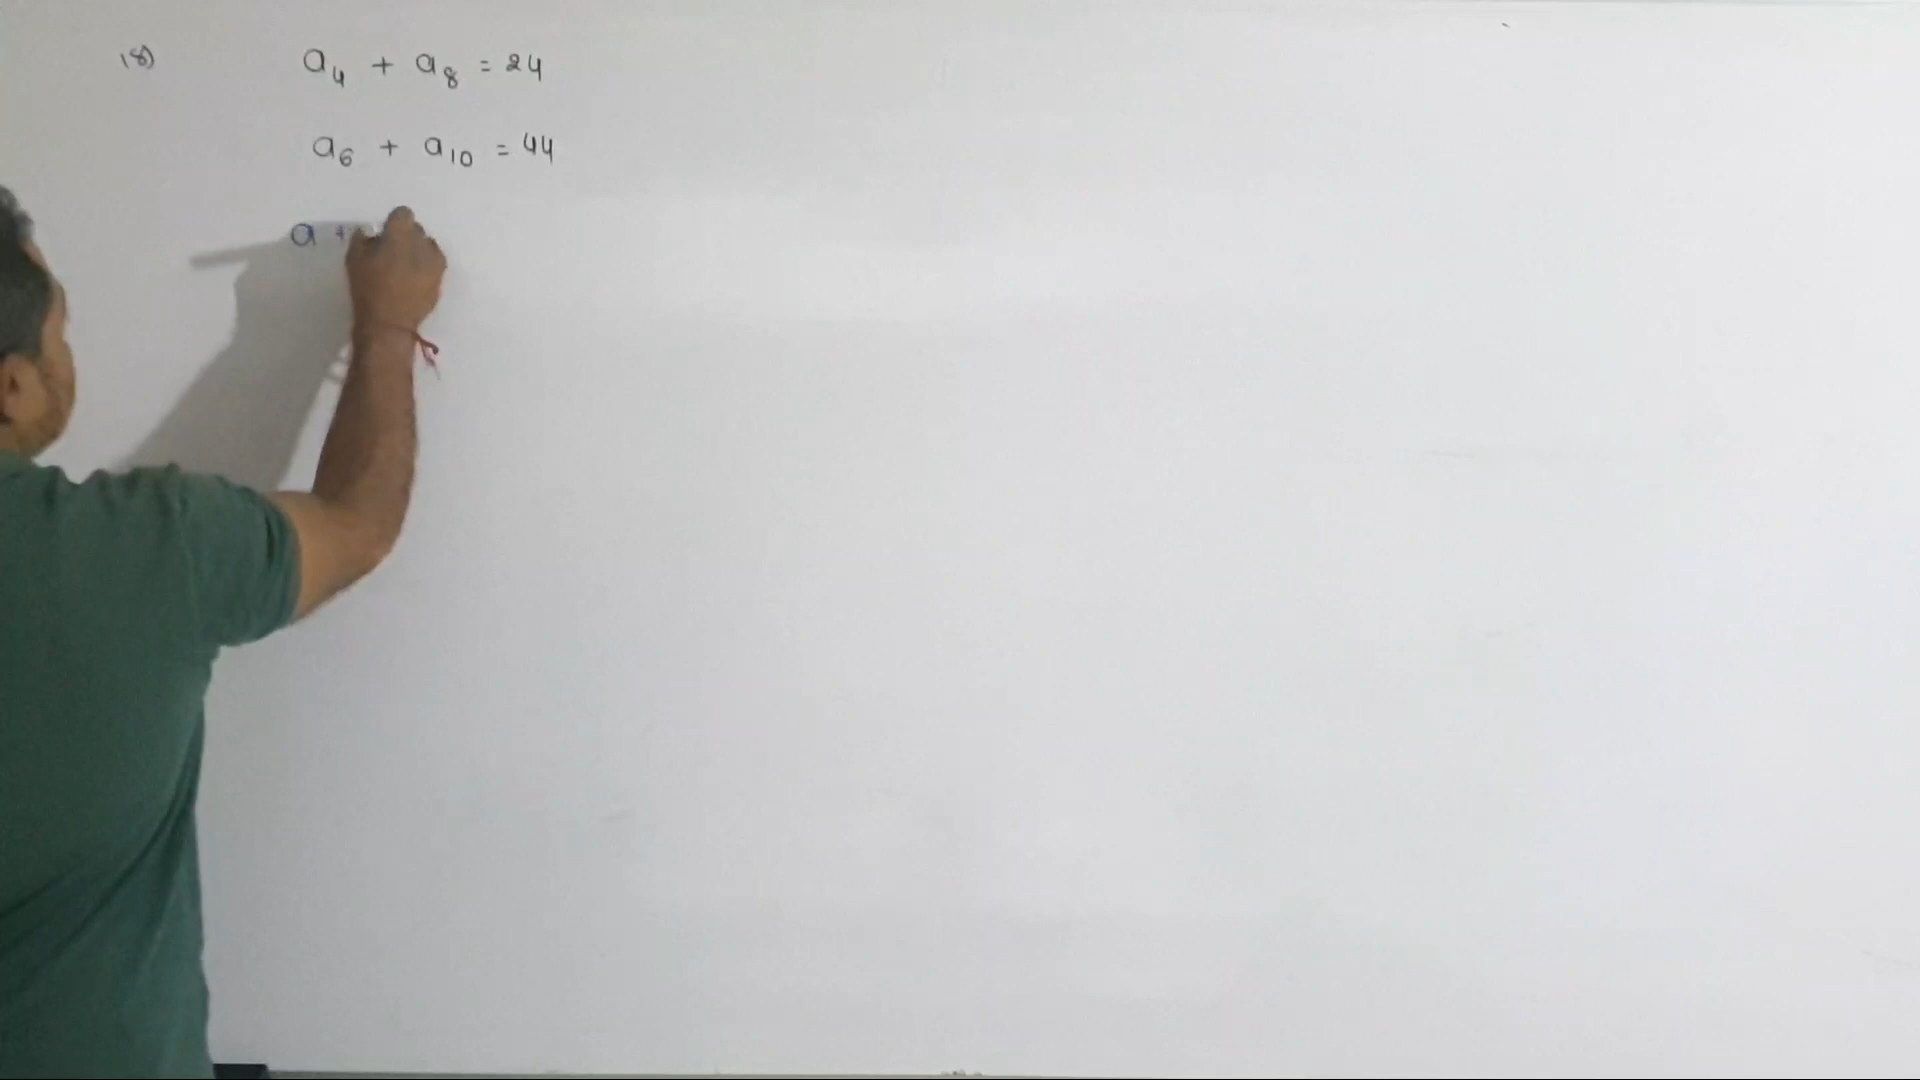 18) a₄ + a₈ = 24
a₆ + a₁₀ = 44
a +